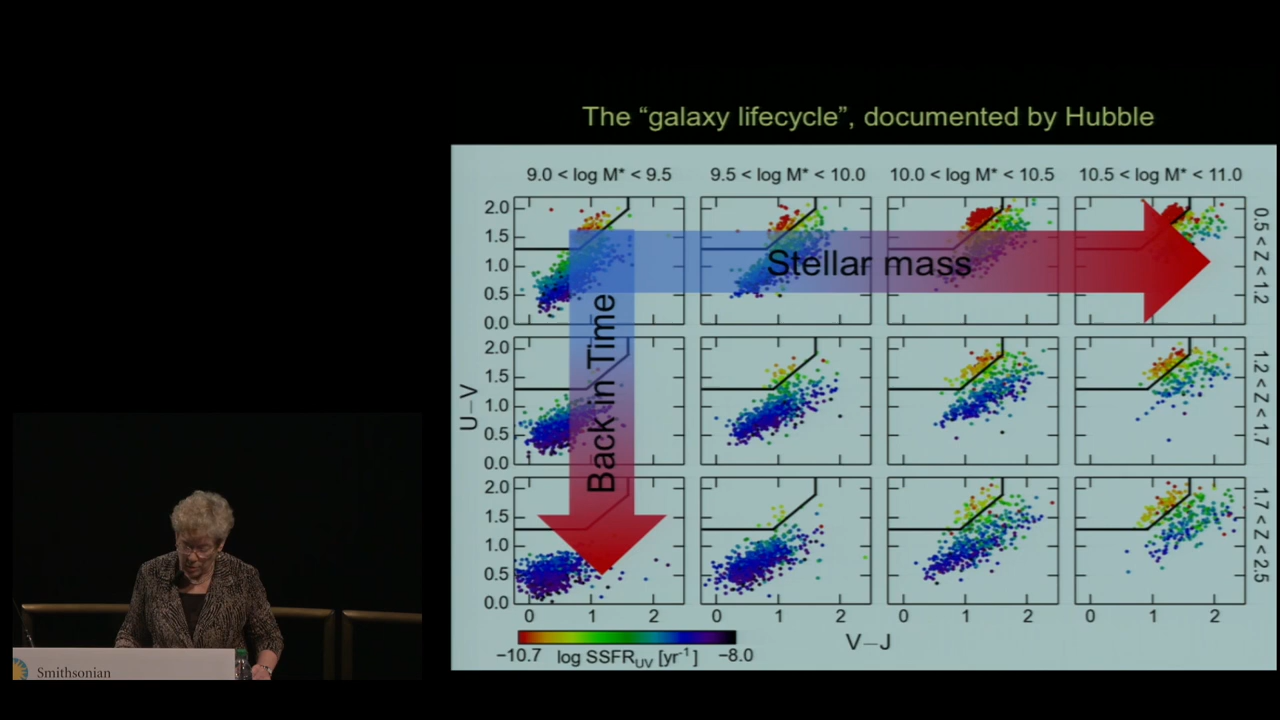 The “galaxy lifecycle”, documented by Hubble
9.0 < log M* < 9.5
9.5 < log M* < 10.0
10.0 < log M* < 10.5
10.5 < log M* < 11.0
2.0
1.5
1.0
0.5
0.0
Stellar mass
0.5 < Z < 1.2
2.0
1.5
1.0
0.5
0.0
Back in Time
U–V
1.2 < Z < 1.7
2.0
1.5
1.0
0.5
0.0
1.7 < Z < 2.5
0 1 2
0 1 2
0 1 2
0 1 2
V–J
−10.7 log SSFRUV [yr-1] −8.0
Smithsonian